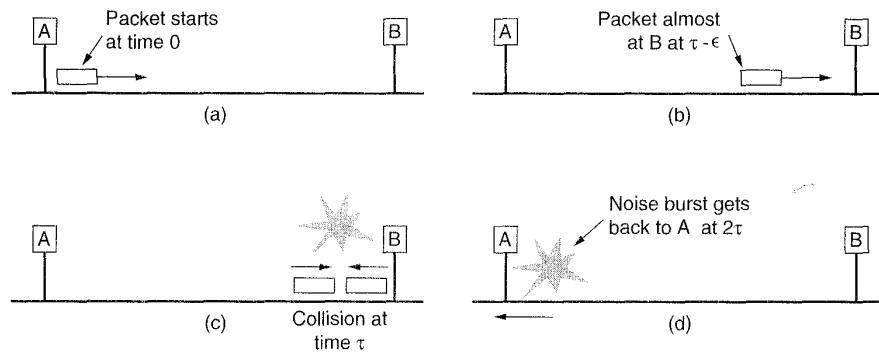 Packet starts
at time 0
A
B
(a)
Packet almost
at B at τ - ϵ
A
B
(b)
A
B
Collision at
time τ
(c)
Noise burst gets
back to A at 2τ
A
B
(d)